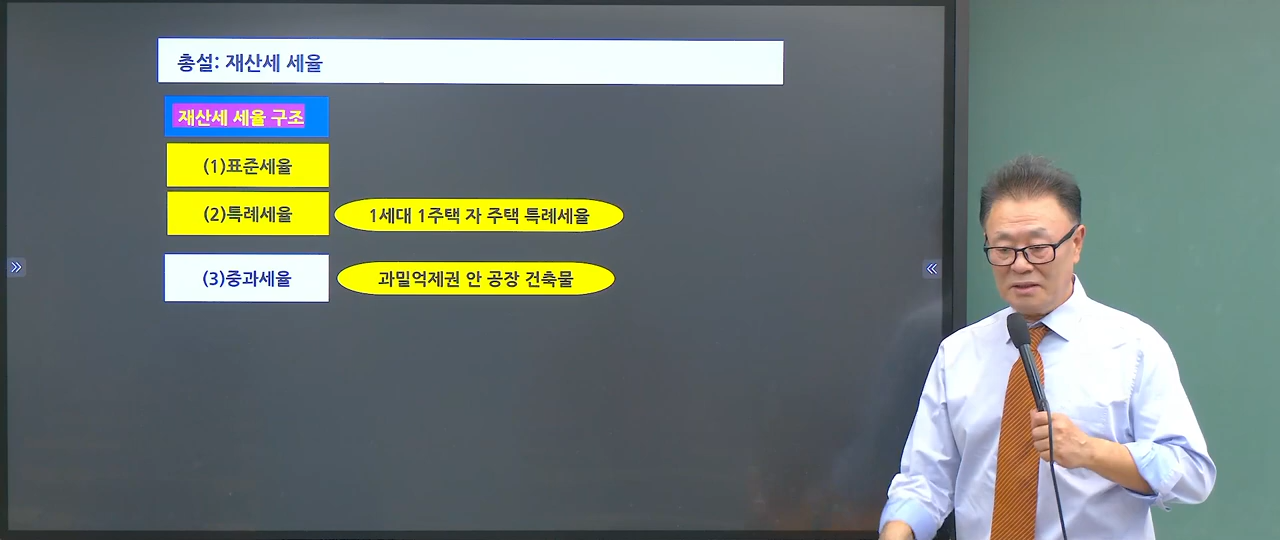 총설: 재산세 세율
재산세 세율 구조
(1)표준세율
(2)특례세율
1세대 1주택 자 주택 특례세율
(3)중과세율
과밀억제권 안 공장 건축물